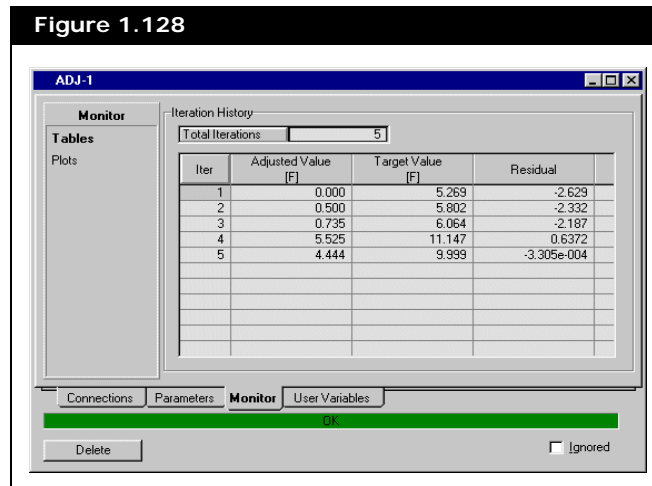 Figure 1.128
ADJ-1
Monitor
Tables
Plots
Iteration History
Total Iterations 5
Iter Adjusted Value [F] Target Value [F] Residual
1 0.000 5.269 -2.629
2 0.500 5.802 -2.332
3 0.735 6.064 -2.187
4 5.525 11.147 0.6372
5 4.444 9.999 -3.305e-004
Connections Parameters Monitor User Variables
OK
Delete Ignored